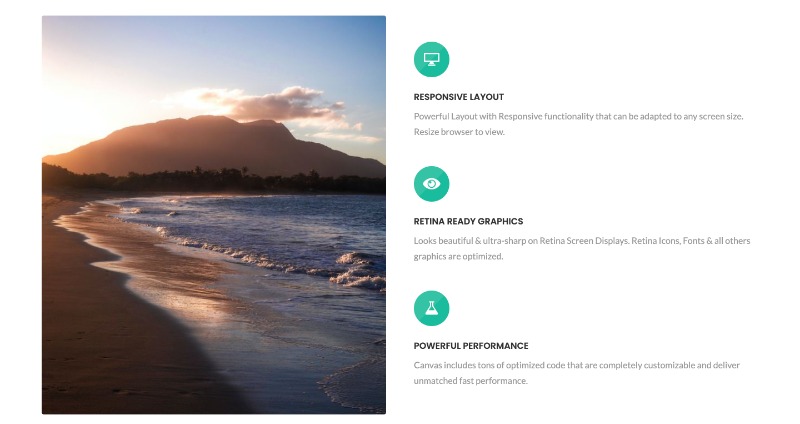 RESPONSIVE LAYOUT
Powerful Layout with Responsive functionality that can be adapted to any screen size.
Resize browser to view.
RETINA READY GRAPHICS
Looks beautiful & ultra-sharp on Retina Screen Displays. Retina Icons, Fonts & all others
graphics are optimized.
POWERFUL PERFORMANCE
Canvas includes tons of optimized code that are completely customizable and deliver
unmatched fast performance.